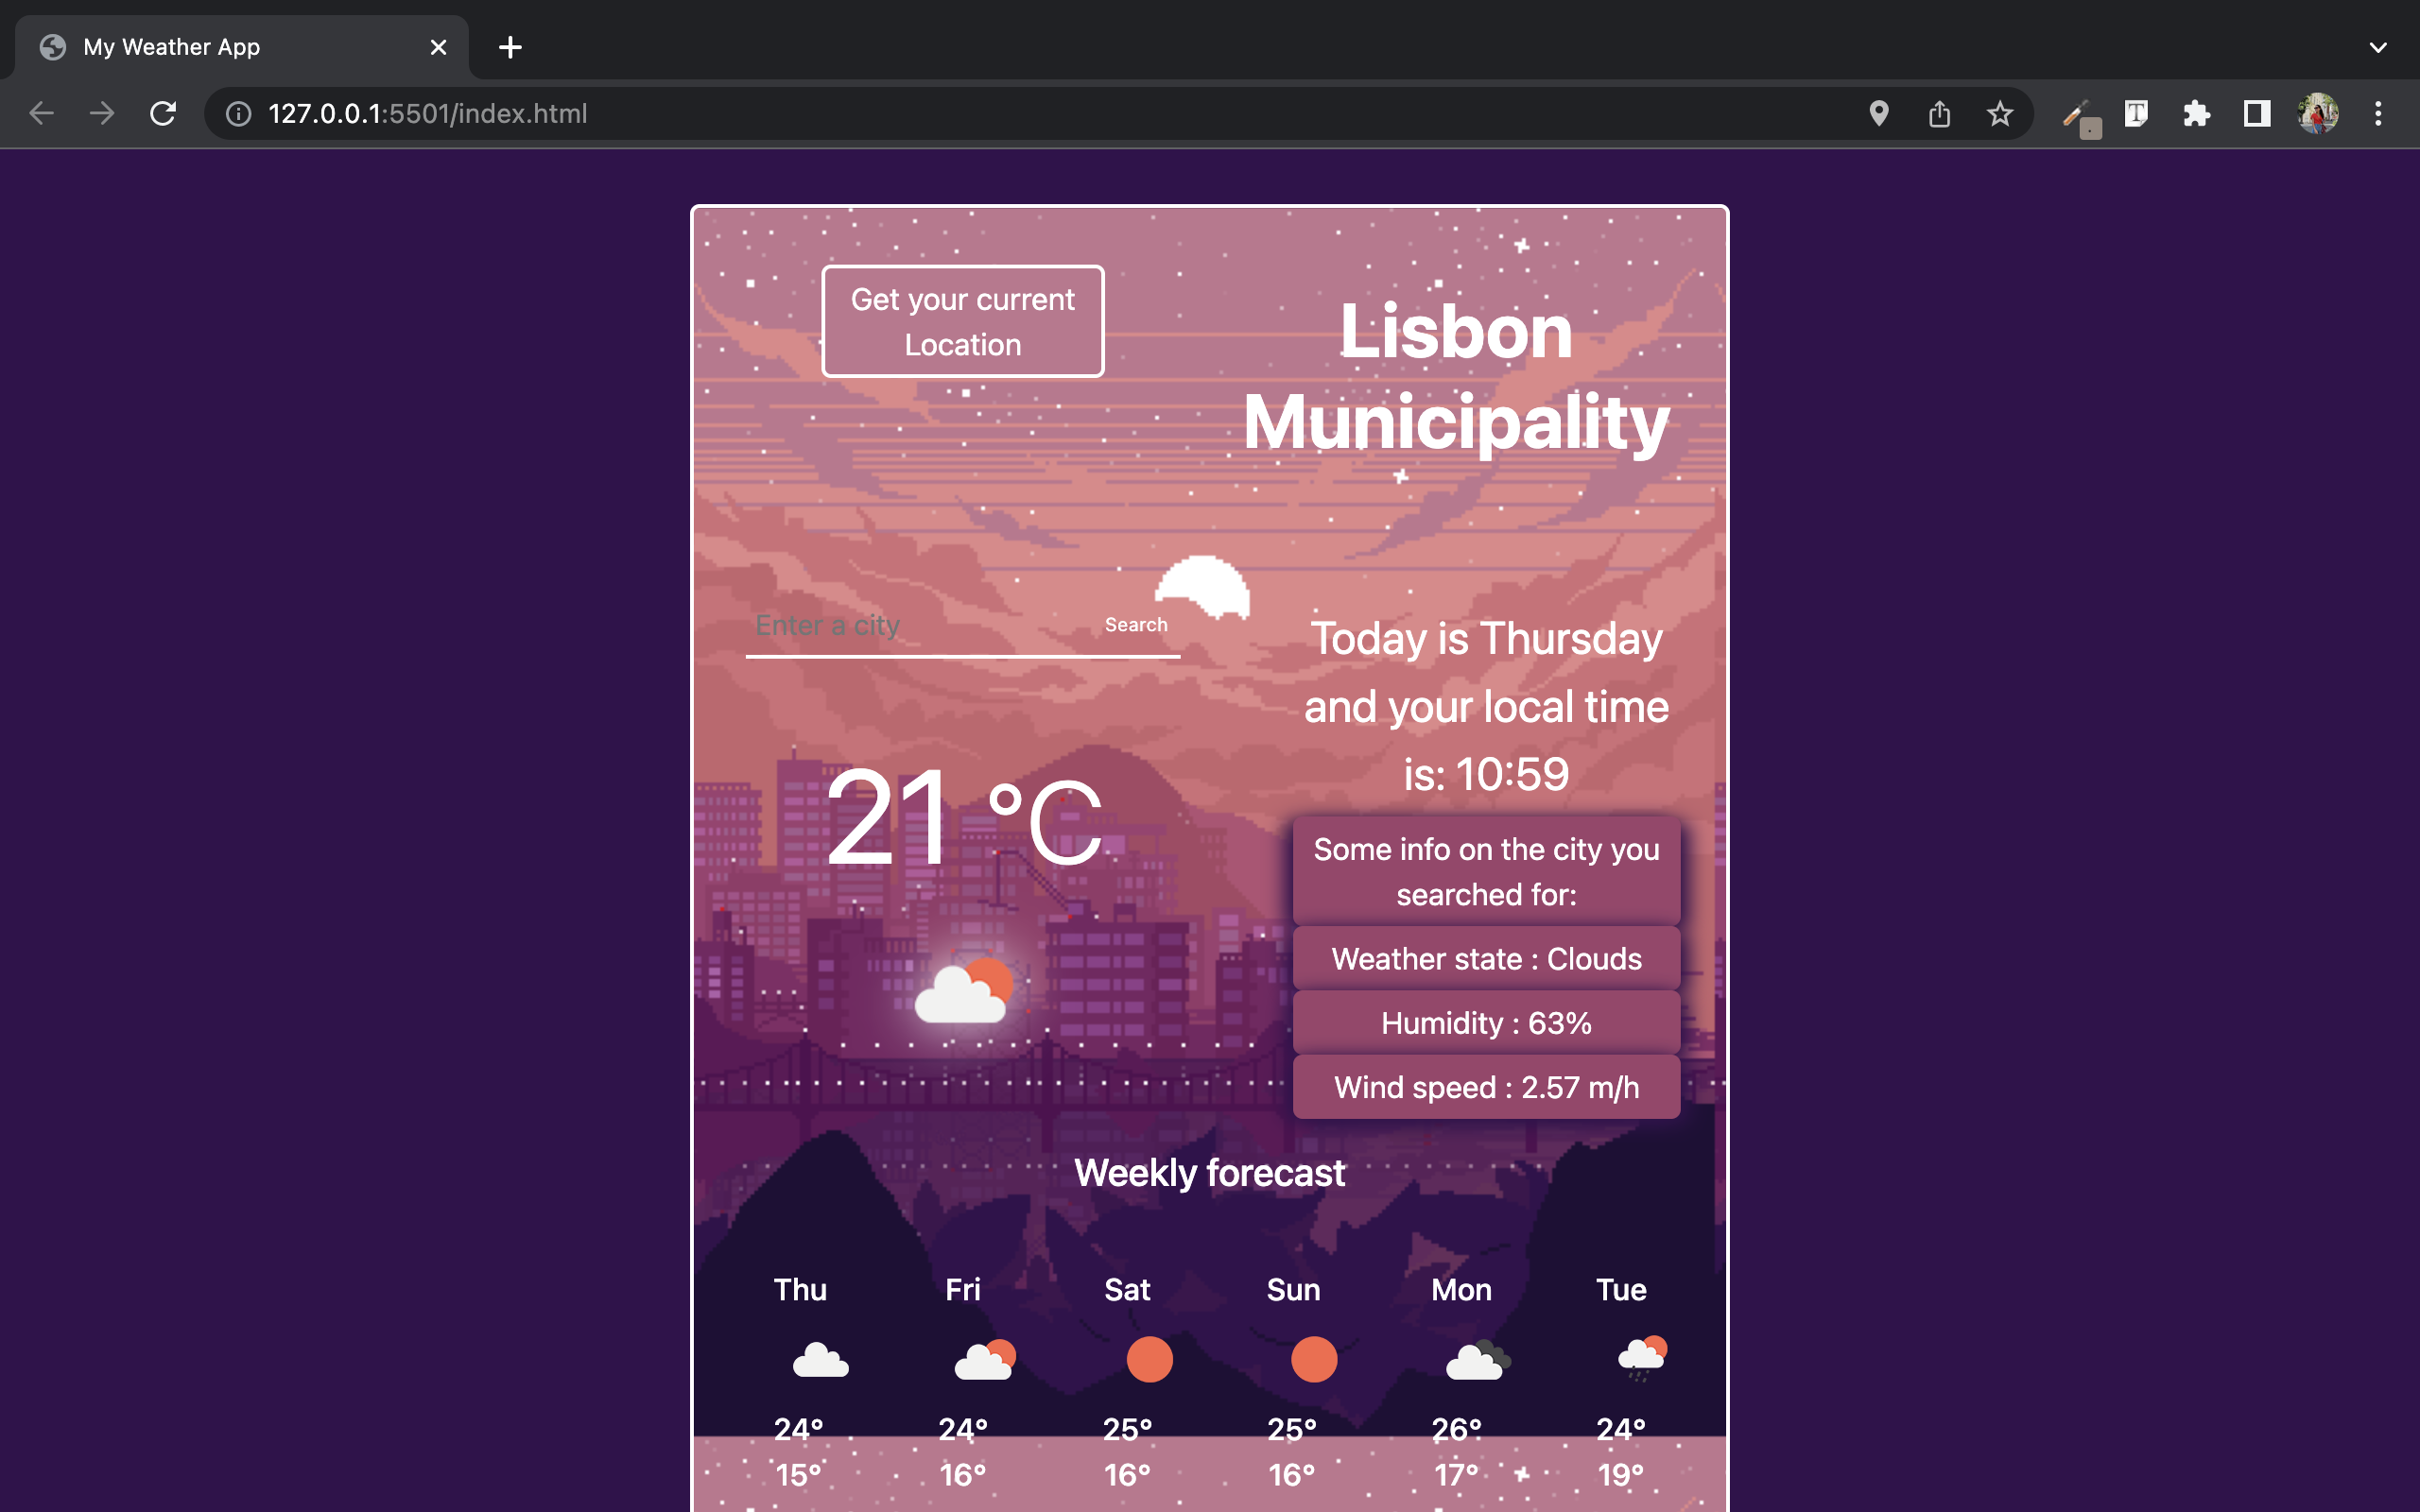 My Weather App
127.0.0.1:5501/index.html
T
Get your current
Location
Lisbon
Municipality
Enter a city
Search
Today is Thursday
and your local time
is: 10:59
21 °C
Some info on the city you
searched for:
Weather state : Clouds
Humidity : 63%
Wind speed : 2.57 m/h
Weekly forecast
Thu Fri Sat Sun Mon Tue
24° 24° 25° 25° 26° 24°
15° 16° 16° 16° 17° 19°